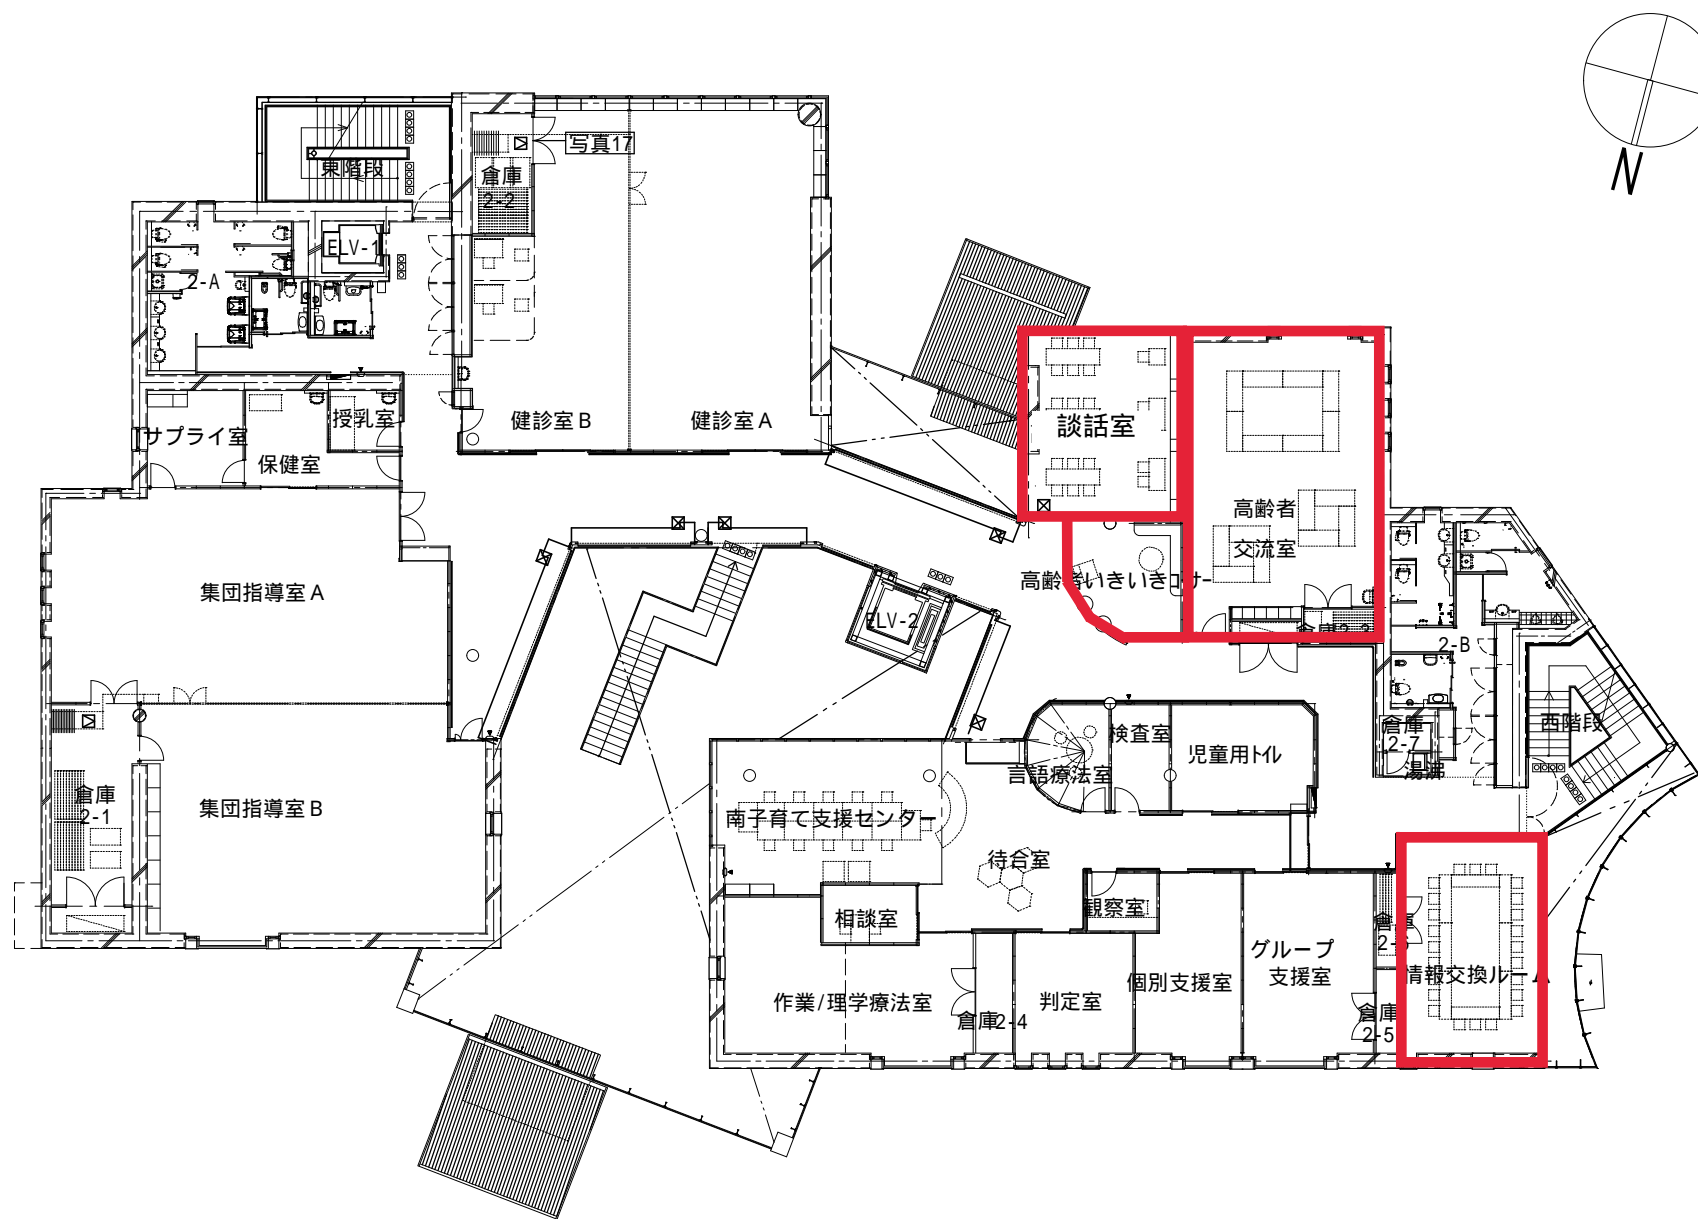 N
写真17
東階段
倉庫
2-2
ELV-1
2-A
健診室B
健診室A
授乳室
サプライ室
保健室
談話室
高齢者
交流室
高齢者いきいきコーナー
ELV-2
集団指導室A
2-B
西階段
倉庫
2-7
湯沸
検査室
児童用トイレ
言語療法室
倉庫
2-1
集団指導室B
南子育て支援センター
待合室
相談室
観察室
グループ
支援室
倉庫
2-6
情報交換ルーム
個別支援室
作業/理学療法室
倉庫2-4
判定室
倉庫
2-5